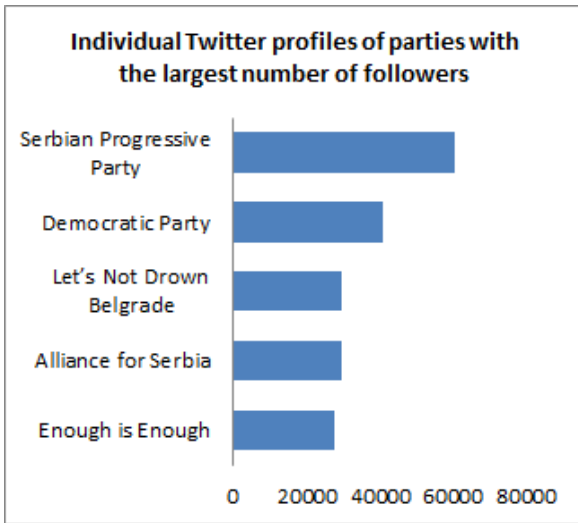 Individual Twitter profiles of parties with
the largest number of followers
Serbian Progressive
Party
Democratic Party
Let's Not Drown
Belgrade
Alliance for Serbia
Enough is Enough
0 20000 40000 60000 80000